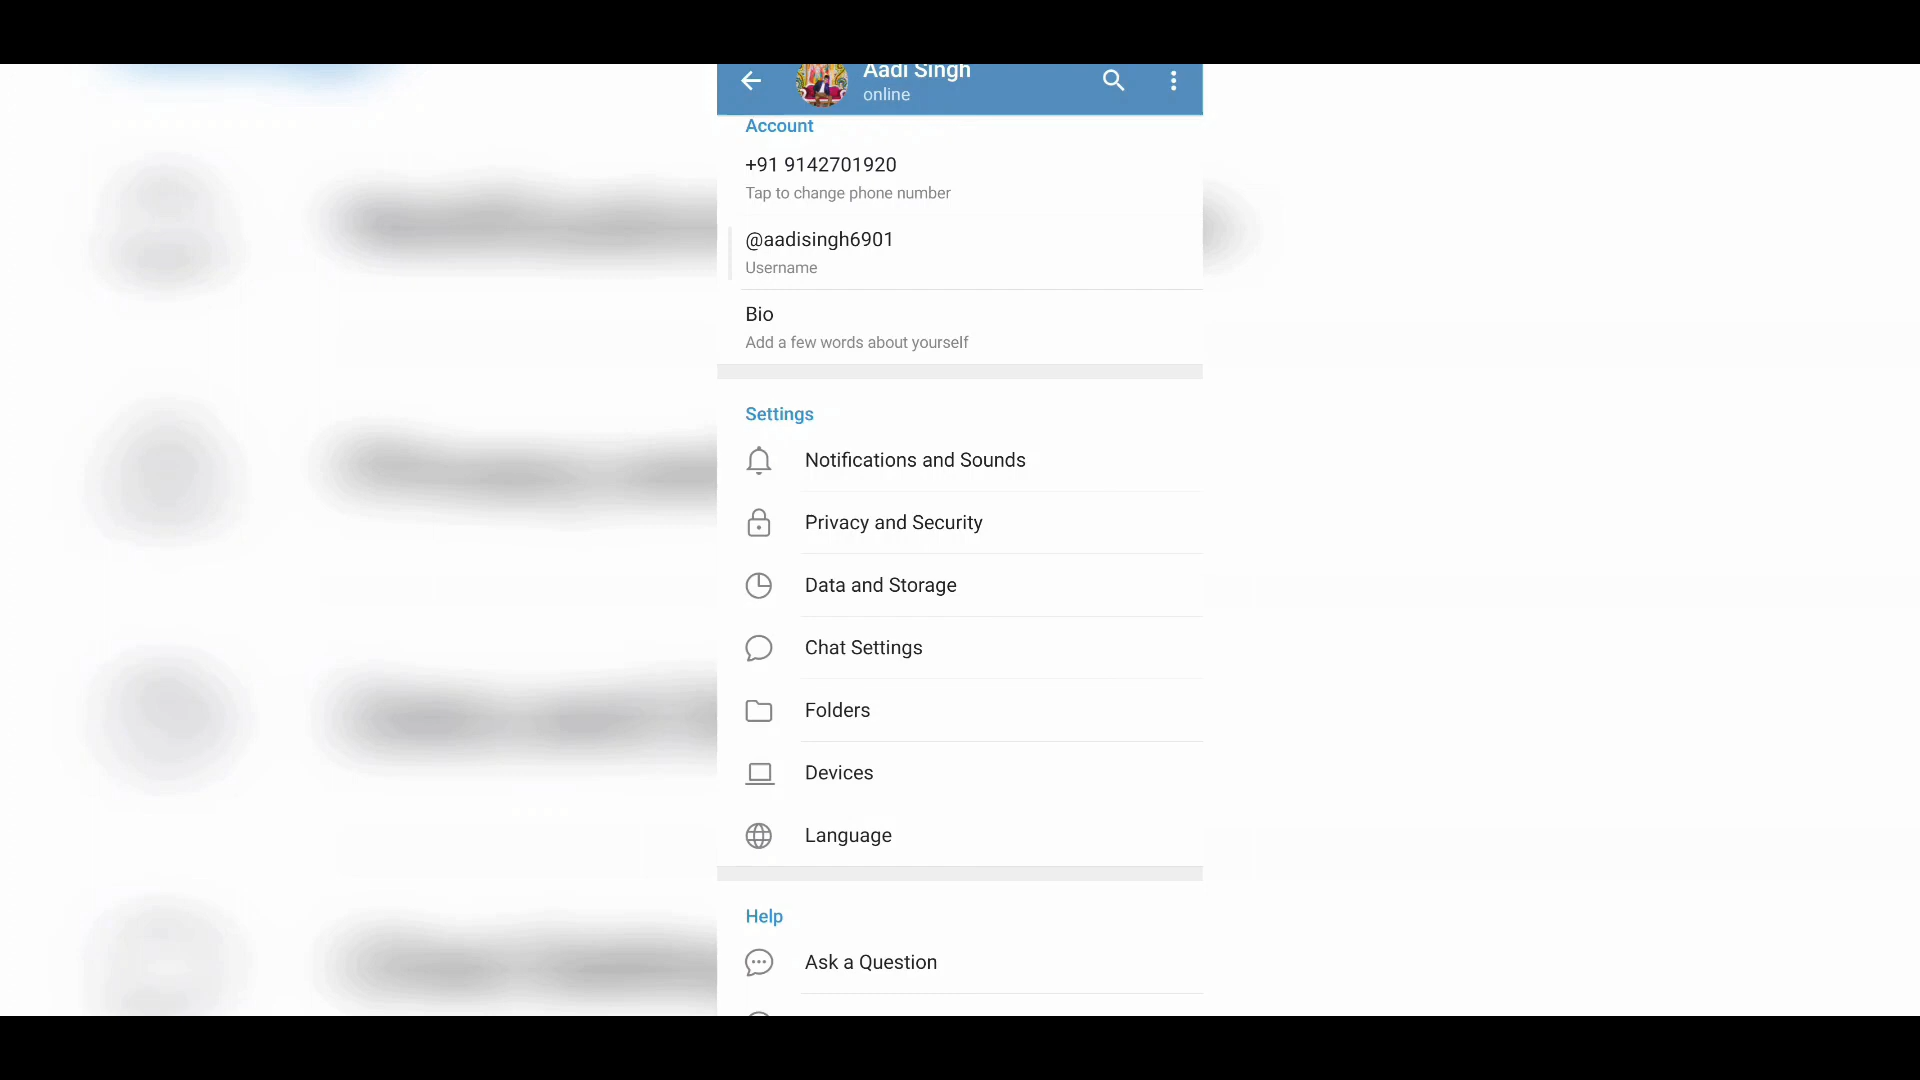 Aadi Singh
online
Account
+91 9142701920
Tap to change phone number
@aadisingh6901
Username
Bio
Add a few words about yourself
Settings
Notifications and Sounds
Privacy and Security
Data and Storage
Chat Settings
Folders
Devices
Language
Help
Ask a Question